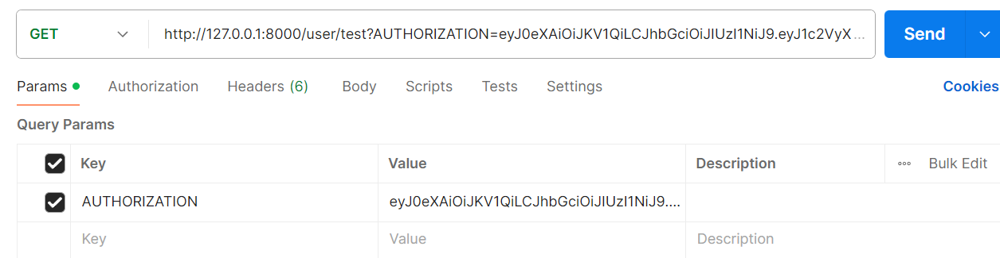 GET http://127.0.0.1:8000/user/test?AUTHORIZATION=eyJ0eXAiOiJKV1QiLCJhbGciOiJIUzI1NiJ9.eyJ1c2VyX... Send
Params Authorization Headers (6) Body Scripts Tests Settings Cookies
Query Params
Key Value Description Bulk Edit
AUTHORIZATION eyJ0eXAiOiJKV1QiLCJhbGciOiJIUzI1NiJ9....
Key Value Description